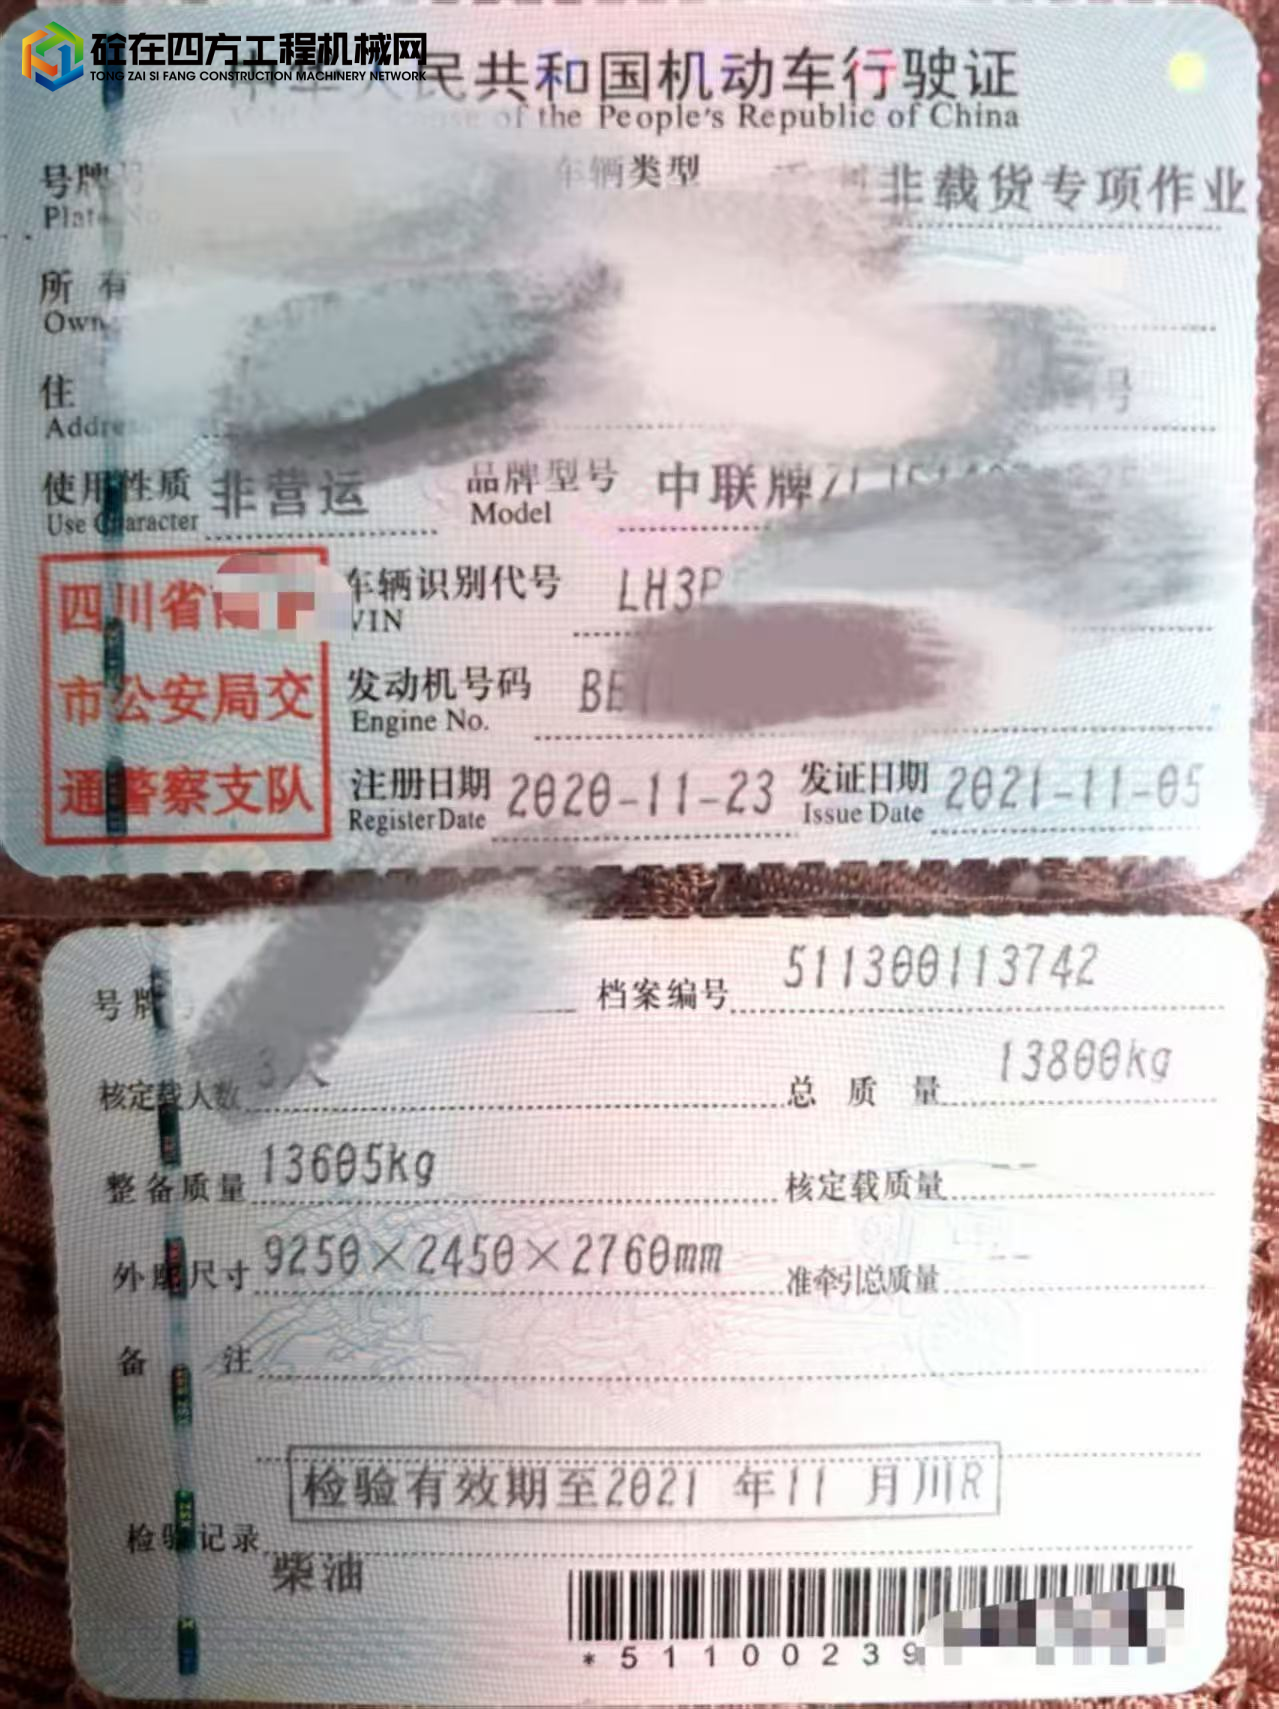 砼在四方工程机械网
TONG ZAI SI FANG CONSTRUCTION MACHINERY NETWORK
中华人民共和国机动车行驶证
of the People's Republic of China
号牌 车辆类型 非载货专项作业
Plate No
所有
Own
住
Addre
使用性质 非营运 品牌型号 中联牌
Use Character Model
四川省 车辆识别代号 LH3P
VIN
市公安局交 发动机号码 BE
Engine No.
通警察支队 注册日期 2020-11-23 发证日期 2021-11-05
Register Date Issue Date
号牌 档案编号 511300113742
核定载人数 3人 总质量 13800kg
整备质量 13605kg 核定载质量 --
外廓尺寸 9250×2450×2760mm 准牵引总质量 --
备注
检验有效期至2021 年11 月川R
检验记录
柴油
*51100239